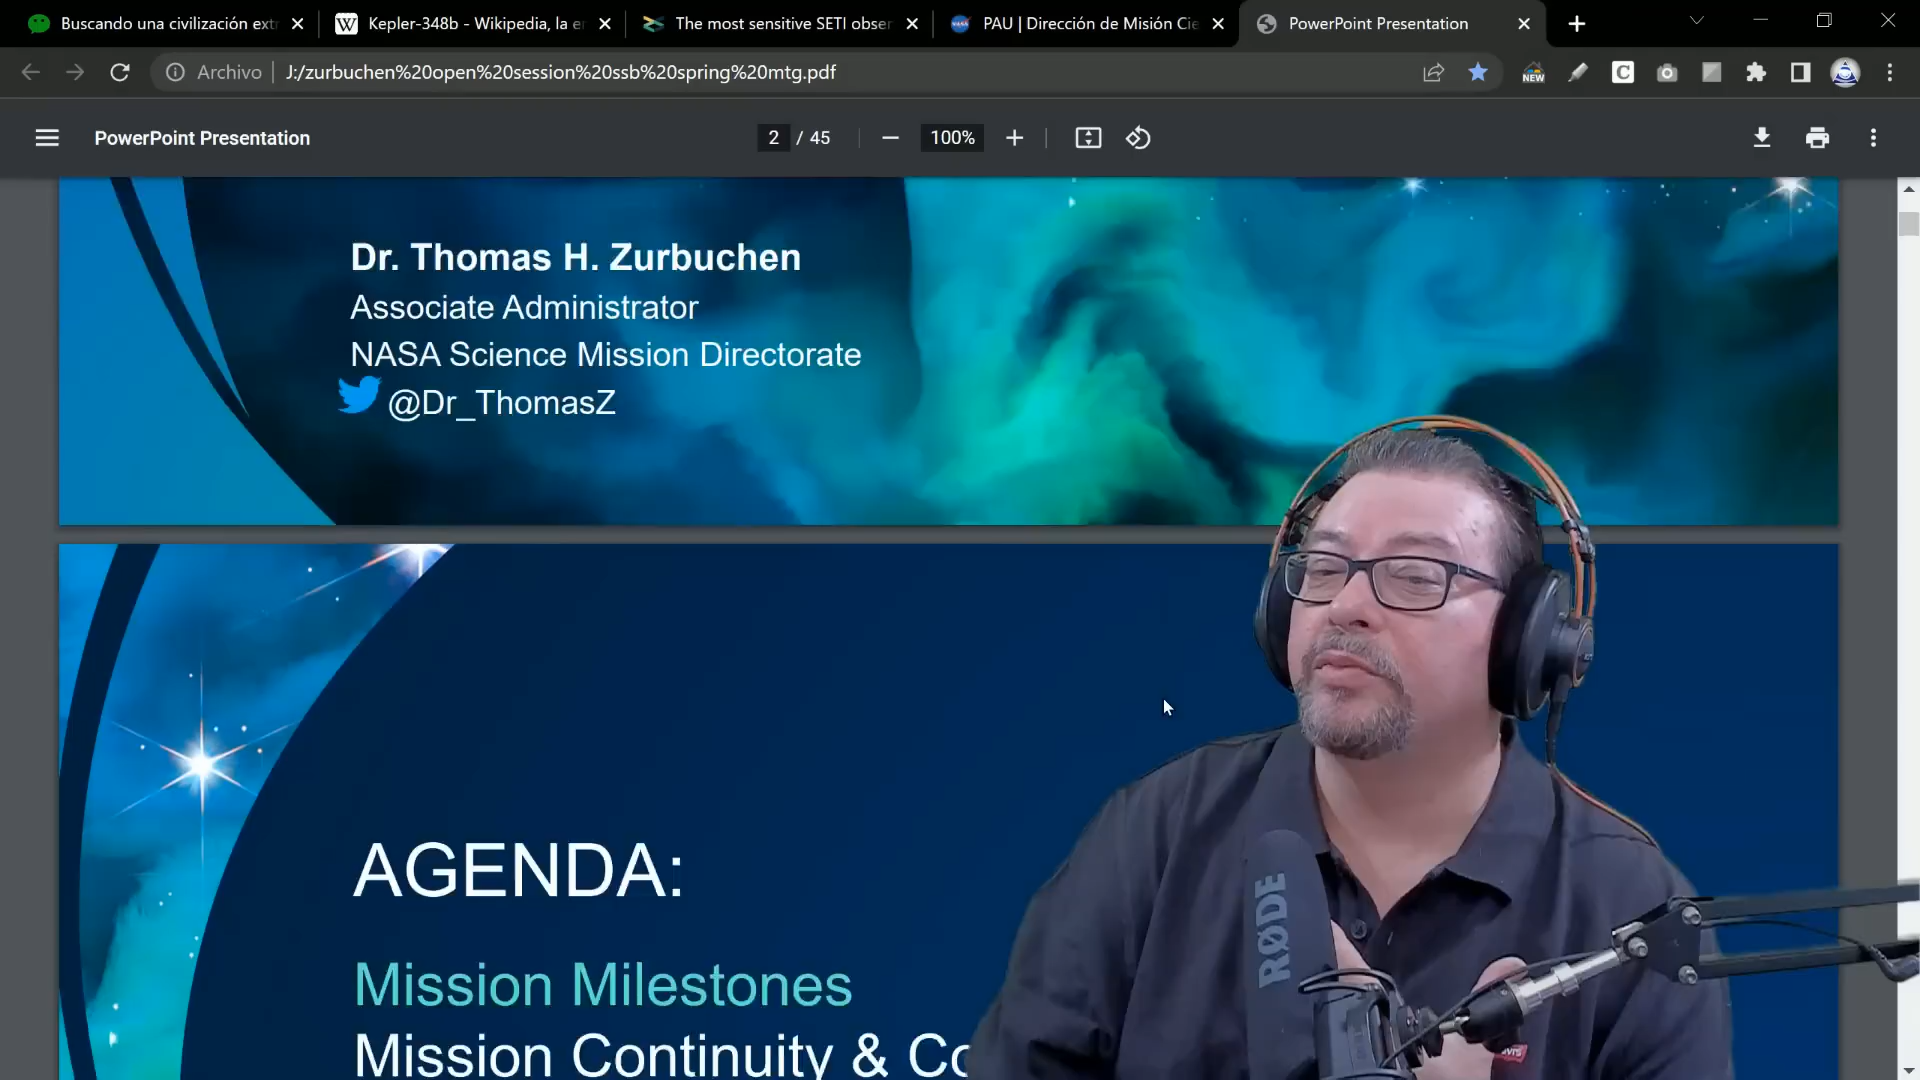 Buscando una civilización ext
Kepler-348b - Wikipedia, la e
The most sensitive SETI obser
PAU | Dirección de Misión Cie
PowerPoint Presentation
Archivo
J:/zurbuchen%20open%20session%20ssb%20spring%20mtg.pdf
NEW
C
PowerPoint Presentation
2 / 45
100%
Dr. Thomas H. Zurbuchen
Associate Administrator
NASA Science Mission Directorate
@Dr_ThomasZ
AGENDA:
Mission Milestones
Mission Continuity & Co
RØDE